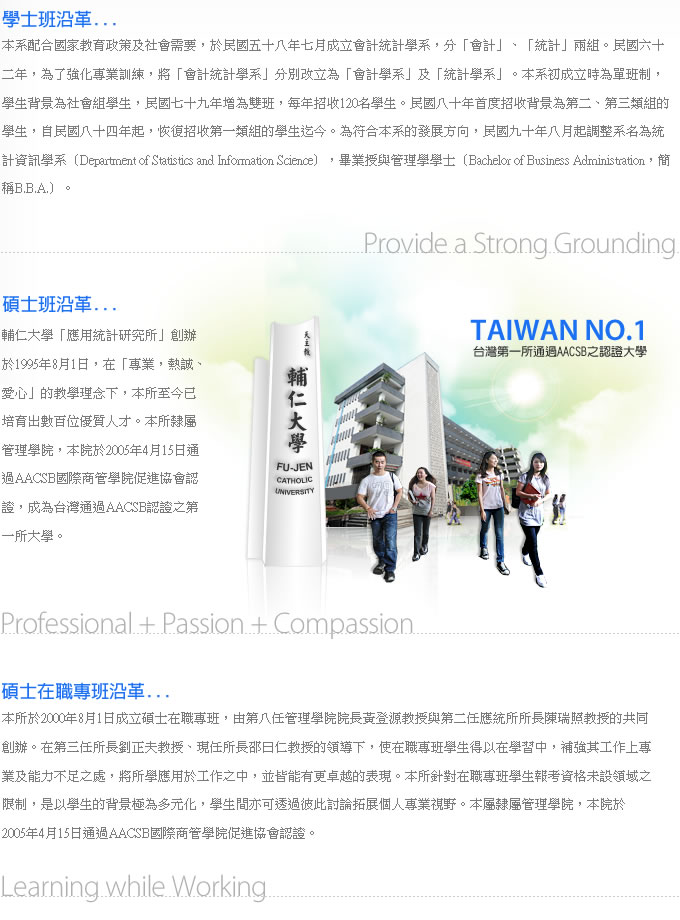 學士班沿革...
本系配合國家教育政策及社會需要，於民國五十八年七月成立會計統計學系，分「會計」、「統計」兩組。民國六十
二年，為了強化專業訓練，將「會計統計學系」分別改立為「會計學系」及「統計學系」。本系初成立時為單班制，
學生背景為社會組學生，民國七十九年增為雙班，每年招收120名學生。民國八十年首度招收背景為第二、第三類組的
學生，自民國八十四年起，恢復招收第一類組的學生迄今。為符合本系的發展方向，民國九十年八月起調整系名為統
計資訊學系〔Department of Statistics and Information Science〕，畢業授與管理學學士〔Bachelor of Business Administration，簡
稱B.B.A.〕。
Provide a Strong Grounding
碩士班沿革...
輔仁大學「應用統計研究所」創辦
於1995年8月1日，在「專業，熱誠、
愛心」的教學理念下，本所至今已
培育出數百位優質人才。本所隸屬
管理學院，本院於2005年4月15日通
過AACSB國際商管學院促進協會認
證，成為台灣通過AACSB認證之第
一所大學。
天主教
輔仁大學
FU-JEN
CATHOLIC
UNIVERSITY
TAIWAN NO.1
台灣第一所通過AACSB之認證大學
Professional + Passion + Compassion
碩士在職專班沿革...
本所於2000年8月1日成立碩士在職專班，由第八任管理學院院長黃登源教授與第二任應統所所長陳瑞照教授的共同
創辦。在第三任所長劉正夫教授、現任所長邵曰仁教授的領導下，使在職專班學生得以在學習中，補強其工作上專
業及能力不足之處，將所學應用於工作之中，並皆能有更卓越的表現。本所針對在職專班學生報考資格未設領域之
限制，是以學生的背景極為多元化，學生間亦可透過彼此討論拓展個人專業視野。本屬隸屬管理學院，本院於
2005年4月15日通過AACSB國際商管學院促進協會認證。
Learning while Working